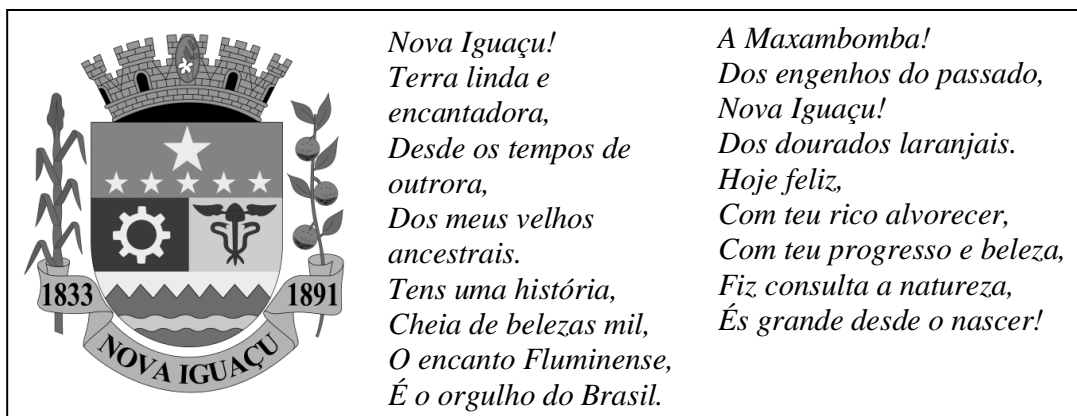 1833
1891
NOVA IGUAÇU
Nova Iguaçu!
Terra linda e
encantadora,
Desde os tempos de
outrora,
Dos meus velhos
ancestrais.
Tens uma história,
Cheia de belezas mil,
O encanto Fluminense,
É o orgulho do Brasil.
A Maxambomba!
Dos engenhos do passado,
Nova Iguaçu!
Dos dourados laranjais.
Hoje feliz,
Com teu rico alvorecer,
Com teu progresso e beleza,
Fiz consulta a natureza,
És grande desde o nascer!